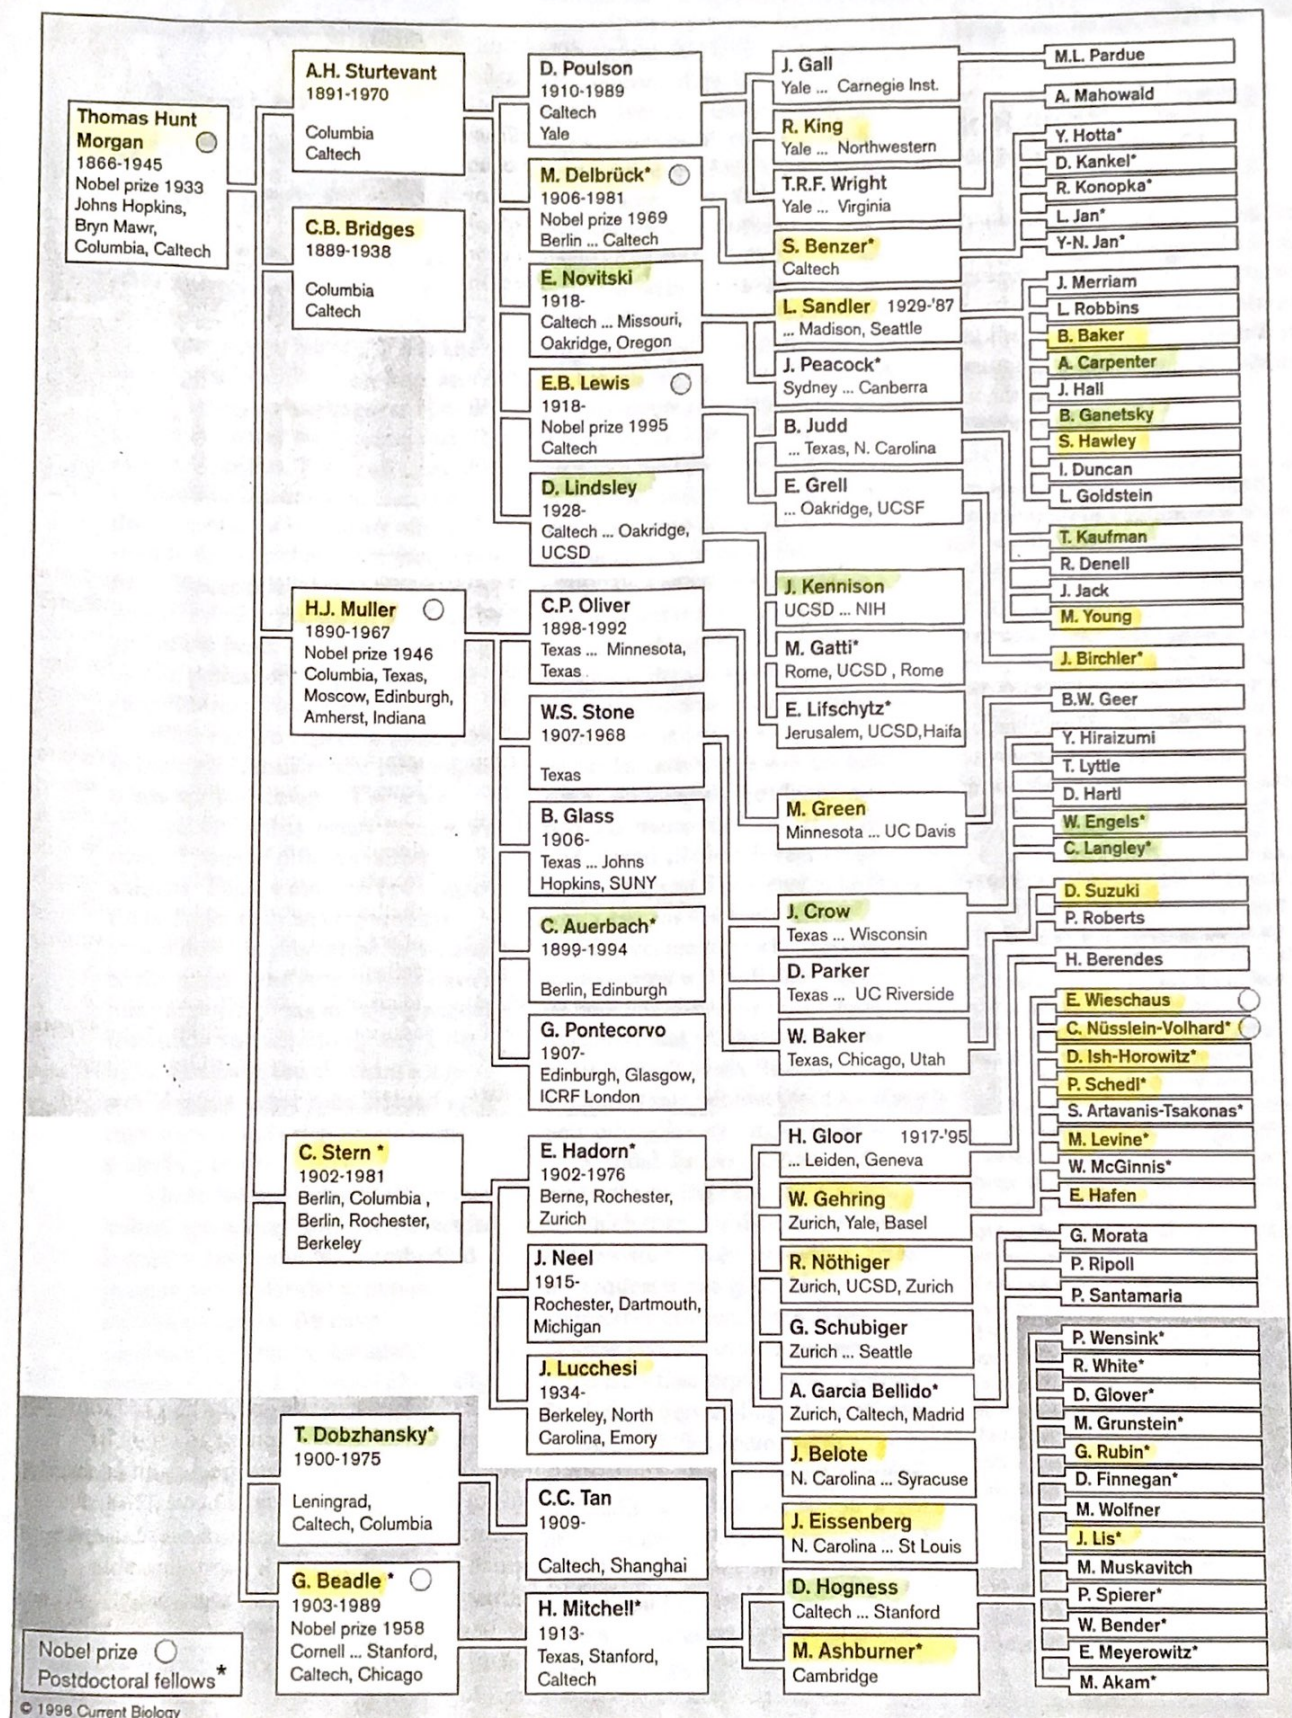 Thomas Hunt
Morgan
1866-1945
Nobel prize 1933
Johns Hopkins,
Bryn Mawr,
Columbia, Caltech
A.H. Sturtevant
1891-1970
Columbia
Caltech
C.B. Bridges
1889-1938
Columbia
Caltech
H.J. Muller
1890-1967
Nobel prize 1946
Columbia, Texas,
Moscow, Edinburgh,
Amherst, Indiana
C. Stern *
1902-1981
Berlin, Columbia ,
Berlin, Rochester,
Berkeley
T. Dobzhansky*
1900-1975
Leningrad,
Caltech, Columbia
G. Beadle *
1903-1989
Nobel prize 1958
Cornell ... Stanford,
Caltech, Chicago
D. Poulson
1910-1989
Caltech
Yale
M. Delbrück*
1906-1981
Nobel prize 1969
Berlin ... Caltech
E. Novitski
1918-
Caltech ... Missouri,
Oakridge, Oregon
E.B. Lewis
1918-
Nobel prize 1995
Caltech
D. Lindsley
1928-
Caltech ... Oakridge,
UCSD
C.P. Oliver
1898-1992
Texas ... Minnesota,
Texas
W.S. Stone
1907-1968
Texas
B. Glass
1906-
Texas ... Johns
Hopkins, SUNY
C. Auerbach*
1899-1994
Berlin, Edinburgh
G. Pontecorvo
1907-
Edinburgh, Glasgow,
ICRF London
E. Hadorn*
1902-1976
Berne, Rochester,
Zurich
J. Neel
1915-
Rochester, Dartmouth,
Michigan
J. Lucchesi
1934-
Berkeley, North
Carolina, Emory
C.C. Tan
1909-
Caltech, Shanghai
H. Mitchell*
1913-
Texas, Stanford,
Caltech
J. Gall
Yale ... Carnegie Inst.
R. King
Yale ... Northwestern
T.R.F. Wright
Yale ... Virginia
S. Benzer*
Caltech
L. Sandler 1929-'87
... Madison, Seattle
J. Peacock*
Sydney ... Canberra
B. Judd
... Texas, N. Carolina
E. Grell
... Oakridge, UCSF
J. Kennison
UCSD ... NIH
M. Gatti*
Rome, UCSD , Rome
E. Lifschytz*
Jerusalem, UCSD,Haifa
M. Green
Minnesota ... UC Davis
J. Crow
Texas ... Wisconsin
D. Parker
Texas ... UC Riverside
W. Baker
Texas, Chicago, Utah
H. Gloor 1917-'95
... Leiden, Geneva
W. Gehring
Zurich, Yale, Basel
R. Nöthiger
Zurich, UCSD, Zurich
G. Schubiger
Zurich ... Seattle
A. Garcia Bellido*
Zurich, Caltech, Madrid
J. Belote
N. Carolina ... Syracuse
J. Eissenberg
N. Carolina ... St Louis
D. Hogness
Caltech ... Stanford
M. Ashburner*
Cambridge
M.L. Pardue
A. Mahowald
Y. Hotta*
D. Kankel*
R. Konopka*
L. Jan*
Y-N. Jan*
J. Merriam
L. Robbins
B. Baker
A. Carpenter
J. Hall
B. Ganetsky
S. Hawley
I. Duncan
L. Goldstein
T. Kaufman
R. Denell
J. Jack
M. Young
J. Birchler*
B.W. Geer
Y. Hiraizumi
T. Lyttle
D. Hartl
W. Engels*
C. Langley*
D. Suzuki
P. Roberts
H. Berendes
E. Wieschaus
C. Nüsslein-Volhard*
D. Ish-Horowitz*
P. Schedl*
S. Artavanis-Tsakonas*
M. Levine*
W. McGinnis*
E. Hafen
G. Morata
P. Ripoll
P. Santamaria
P. Wensink*
R. White*
D. Glover*
M. Grunstein*
G. Rubin*
D. Finnegan*
M. Wolfner
J. Lis*
M. Muskavitch
P. Spierer*
W. Bender*
E. Meyerowitz*
M. Akam*
Nobel prize
Postdoctoral fellows*
© 1996 Current Biology